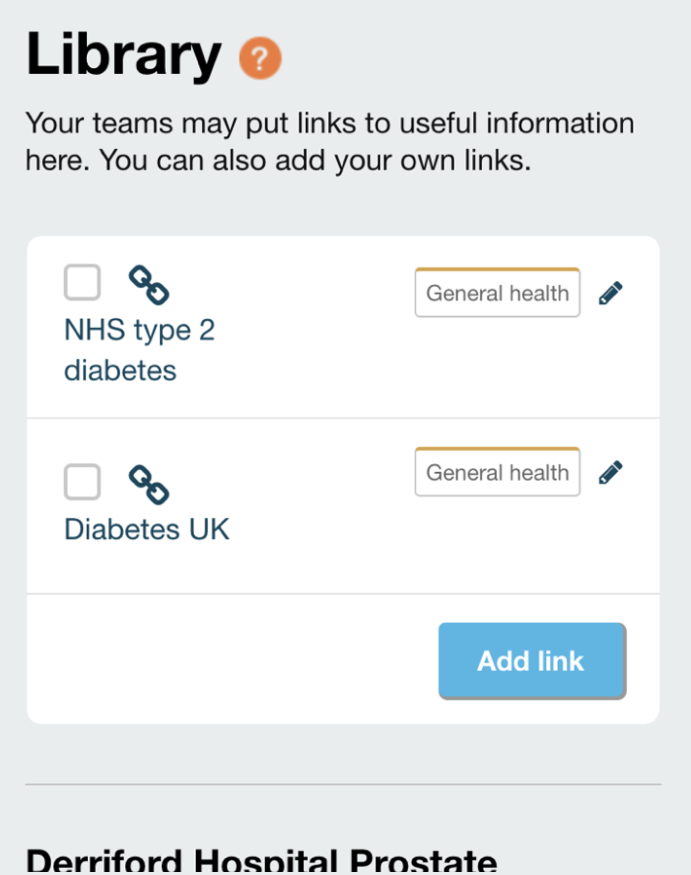 Library ?
Your teams may put links to useful information
here. You can also add your own links.
General health
NHS type 2
diabetes
General health
Diabetes UK
Add link
Derriford Hospital Prostate